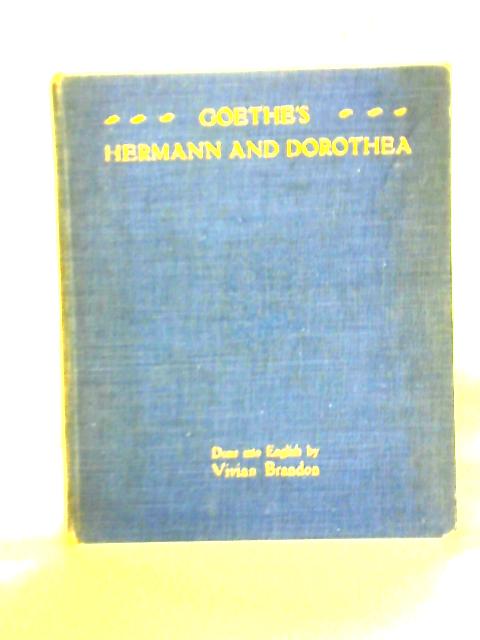 GOETHE'S
HERMANN AND DOROTHEA
Done into English by
Vivian Brandon